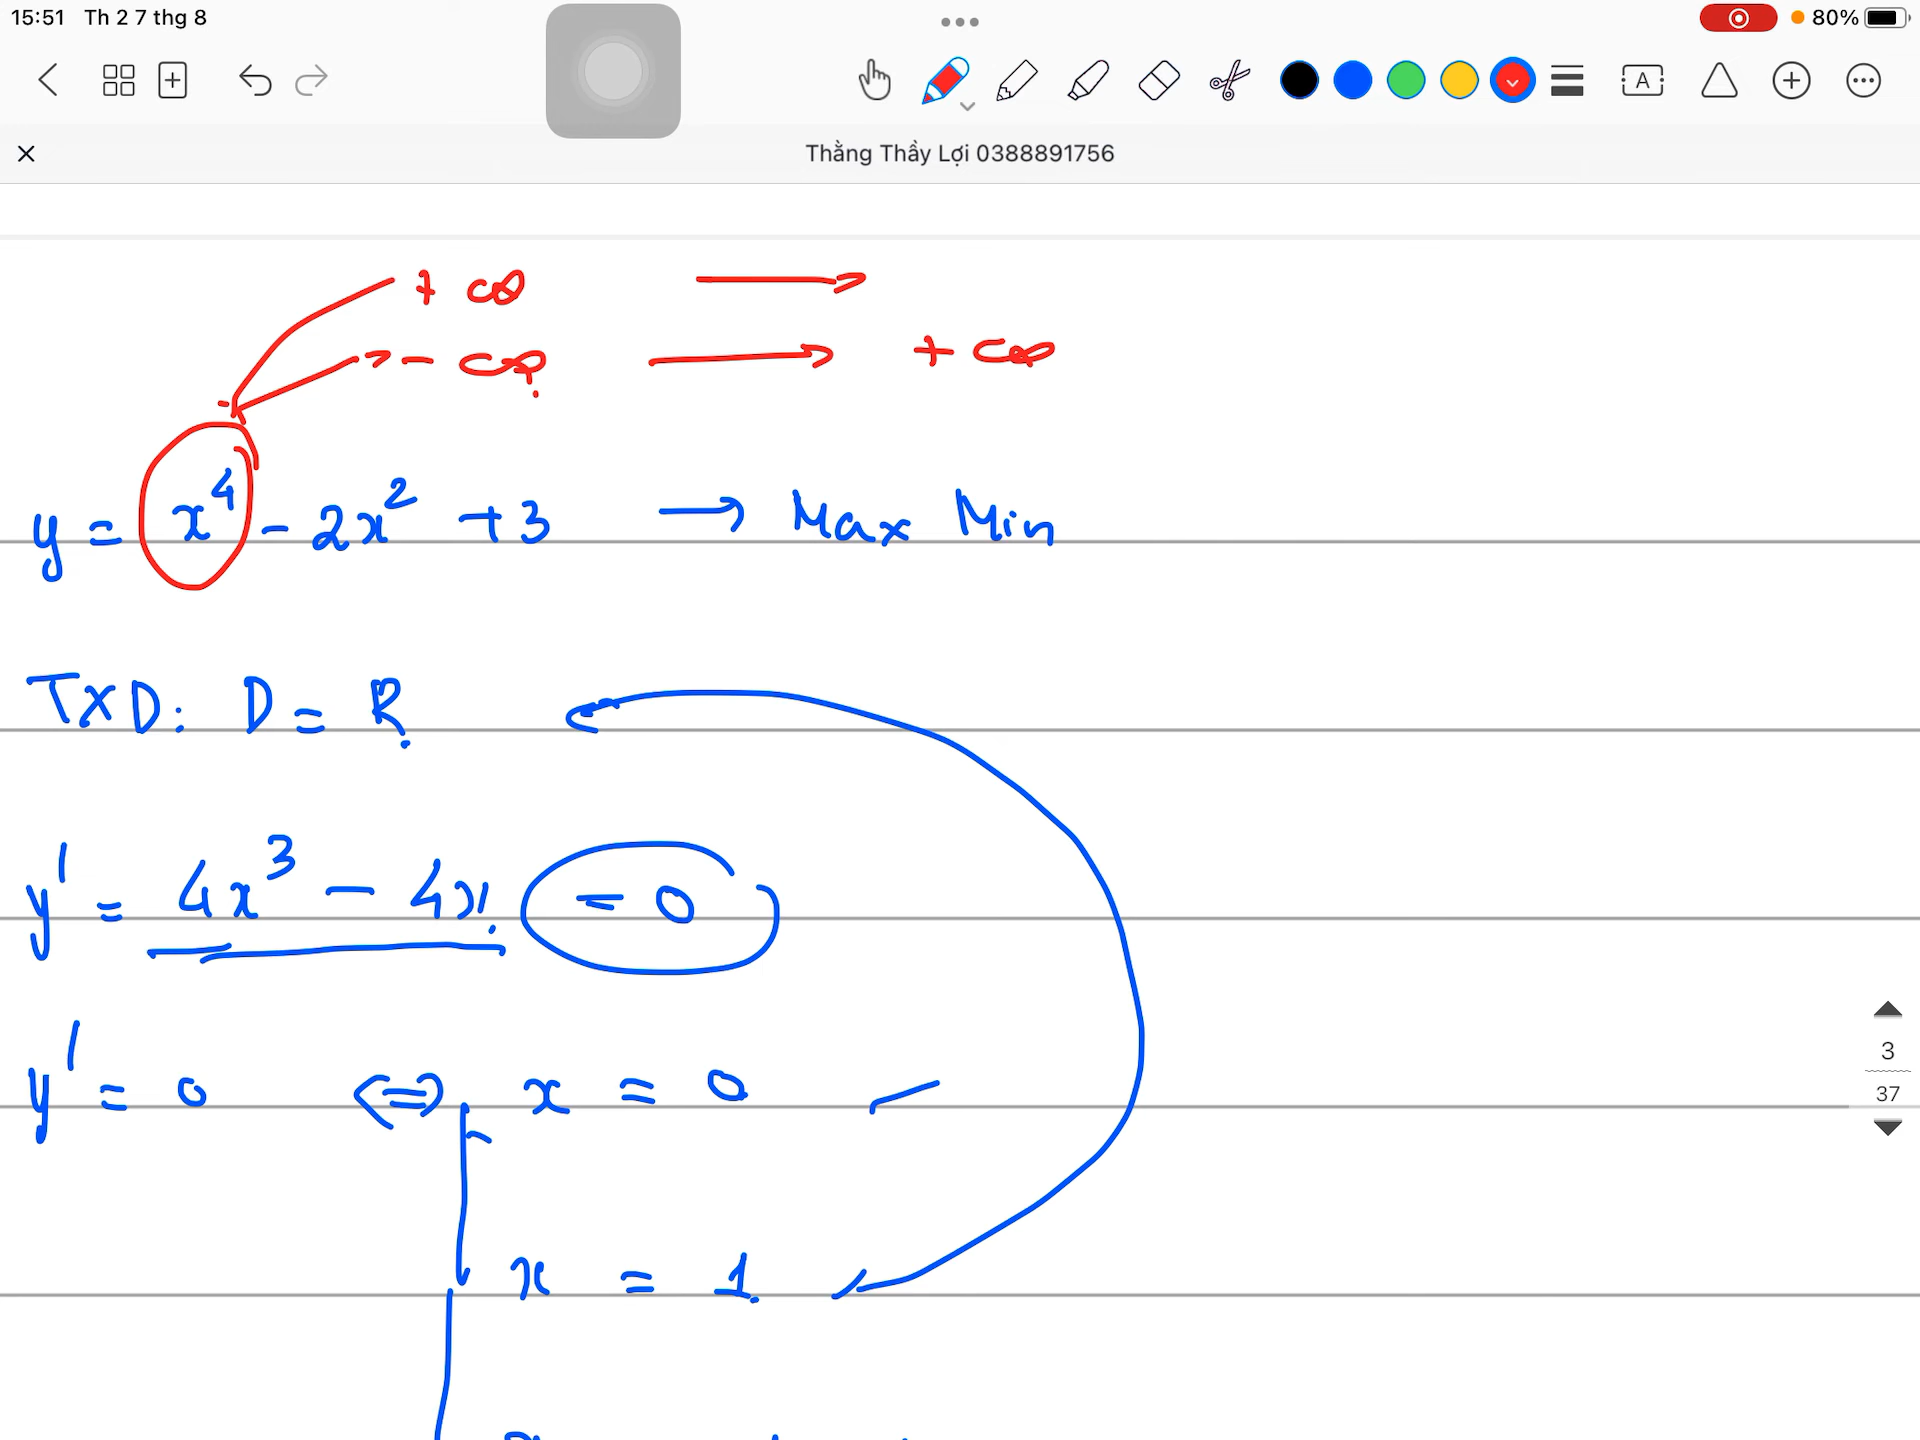 15:51 Th 2 7 thg 8
80%
Thằng Thầy Lợi 0388891756
+ ∞ →
→ - ∞ → + ∞
y = x⁴ - 2x² + 3 → Max Min
TXD: D = R
y' = 4x³ - 4x = 0
y' = 0 ⇔ x = 0
x = 1
3
37